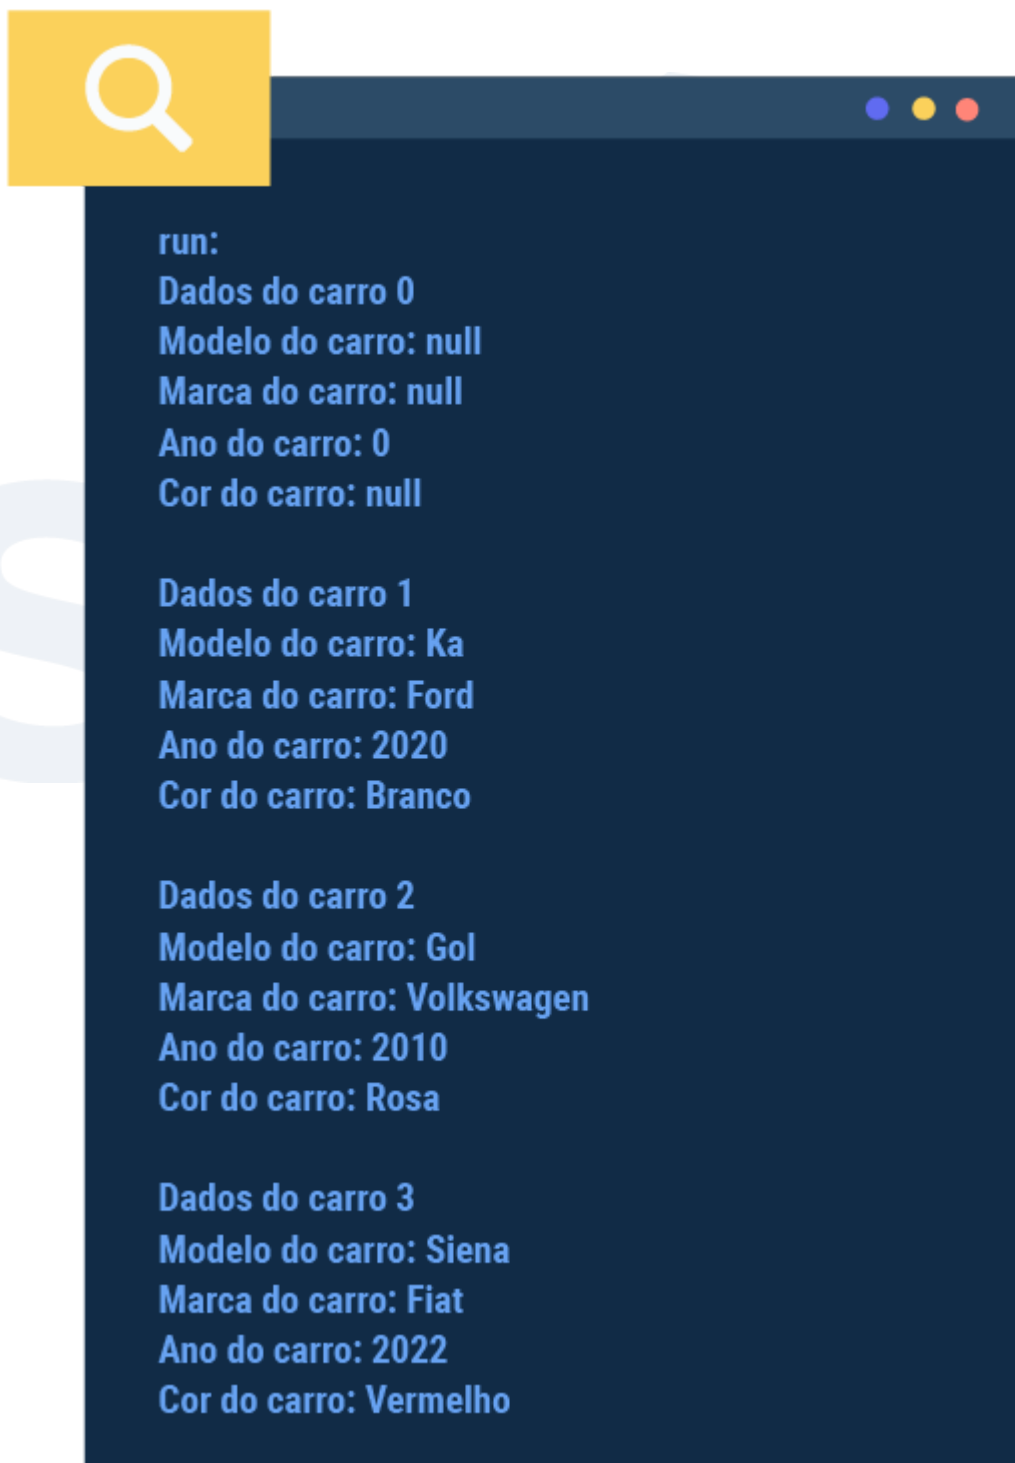 run:
Dados do carro 0
Modelo do carro: null
Marca do carro: null
Ano do carro: 0
Cor do carro: null
Dados do carro 1
Modelo do carro: Ka
Marca do carro: Ford
Ano do carro: 2020
Cor do carro: Branco
Dados do carro 2
Modelo do carro: Gol
Marca do carro: Volkswagen
Ano do carro: 2010
Cor do carro: Rosa
Dados do carro 3
Modelo do carro: Siena
Marca do carro: Fiat
Ano do carro: 2022
Cor do carro: Vermelho